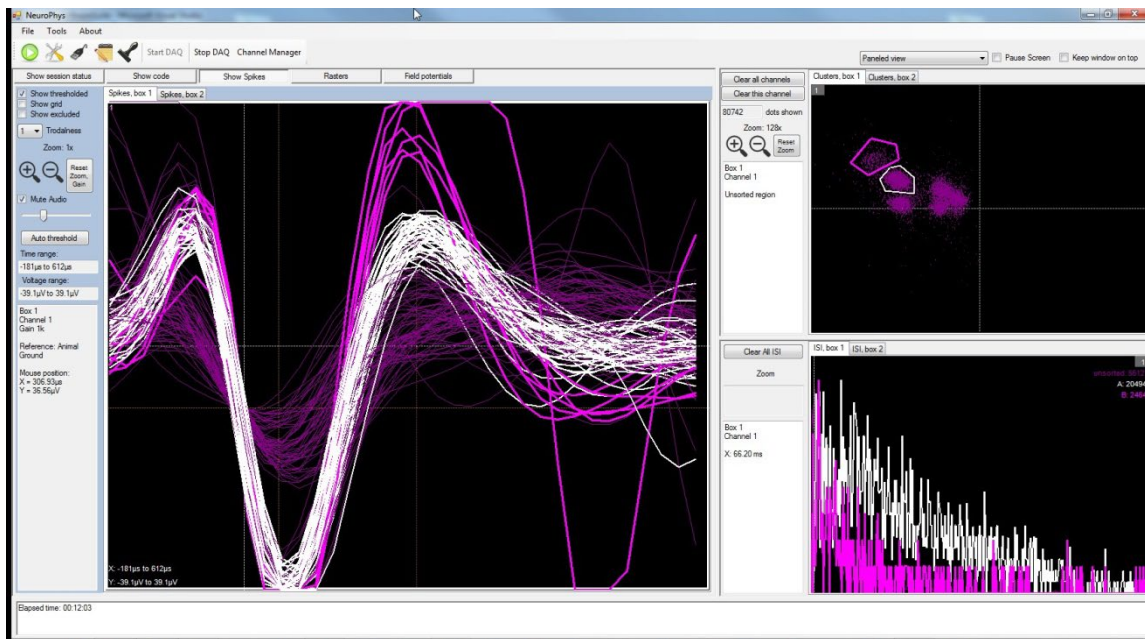 NeuroPhys
File Tools About
Start DAQ Stop DAQ Channel Manager
Paneled view
Pause Screen
Keep window on top
Show session status
Show code
Show Spikes
Rasters
Field potentials
Show thresholded
Show grid
Show excluded
1 Trodalness
Zoom: 1x
Reset
Zoom,
Gain
Mute Audio
Auto threshold
Time range:
-181µs to 612µs
Voltage range:
-39.1µV to 39.1µV
Box 1
Channel 1
Gain 1k
Reference: Animal
Ground
Mouse position:
X = 306.93µs
Y = 36.56µV
Spikes, box 1 Spikes, box 2
1
X: -181µs to 612µs
Y: -39.1µV to 39.1µV
Clear all channels
Clear this channel
80742 dots shown
Zoom: 128x
Reset
Zoom
Box 1
Channel 1
Unsorted region
Clusters, box 1 Clusters, box 2
1
Clear All ISI
Zoom
Box 1
Channel 1
X: 66.20 ms
ISI, box 1 ISI, box 2
1
A: 20494
B: 2464
Elapsed time: 00:12:03